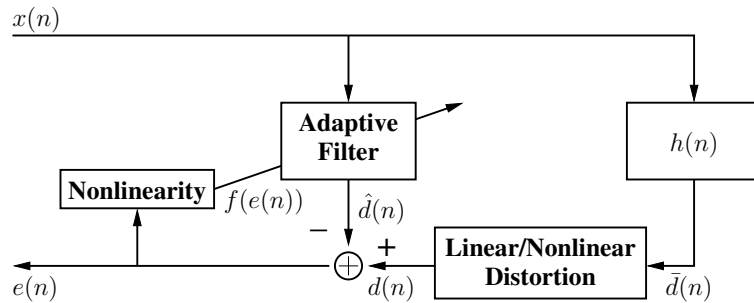 x(n)
Adaptive
Filter
h(n)
Nonlinearity
f(e(n))
d̂(n)
−
+
Linear/Nonlinear
Distortion
e(n)
d(n)
d̄(n)